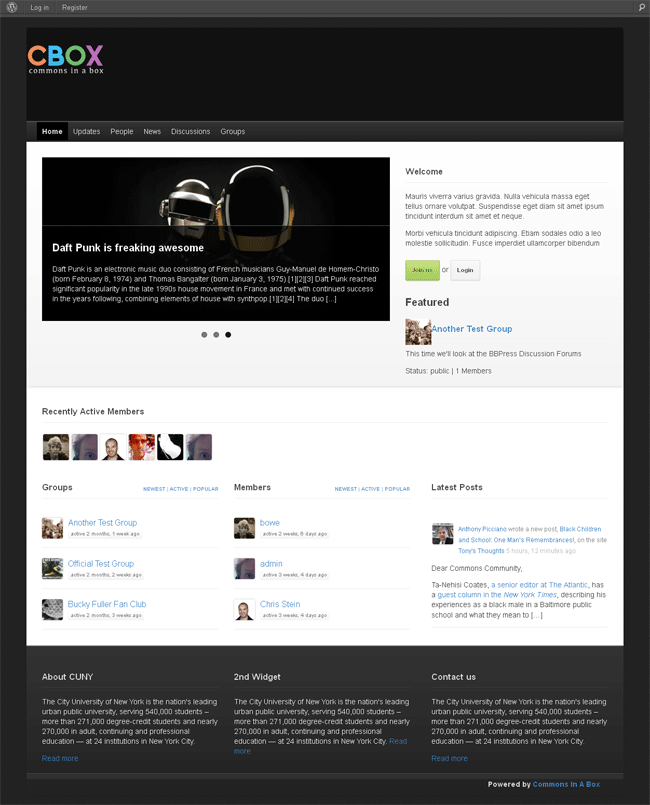 Log in Register
CBOX
commons in a box
Home Updates People News Discussions Groups
Daft Punk is freaking awesome
Daft Punk is an electronic music duo consisting of French musicians Guy-Manuel de Homem-Christo
(born February 8, 1974) and Thomas Bangalter (born January 3, 1975).[1][2][3] Daft Punk reached
significant popularity in the late 1990s house movement in France and met with continued success
in the years following, combining elements of house with synthpop.[1][2][4] The duo [...]
Welcome
Mauris viverra varius gravida. Nulla vehicula massa eget
tellus ornare volutpat. Suspendisse eget diam sit amet ipsum
tincidunt interdum sit amet et neque.
Morbi vehicula tincidunt adipiscing. Etiam sodales odio a leo
molestie sollicitudin. Fusce imperdiet ullamcorper bibendum
Join us or Login
Featured
Another Test Group
This time we'll look at the BBPress Discussion Forums
Status: public | 1 Members
Recently Active Members
Groups NEWEST | ACTIVE | POPULAR
Another Test Group
active 2 months, 1 week ago
Official Test Group
active 2 months, 2 weeks ago
Bucky Fuller Fan Club
active 2 months, 3 weeks ago
Members NEWEST | ACTIVE | POPULAR
bowe
active 2 weeks, 6 days ago
admin
active 3 weeks, 4 days ago
Chris Stein
active 3 weeks, 4 days ago
Latest Posts
Anthony Picciano wrote a new post, Black Children
and School: One Man's Remembrances!, on the site
Tony's Thoughts 5 hours, 12 minutes ago
Dear Commons Community,
Ta-Nehisi Coates, a senior editor at The Atlantic, has
a guest column in the New York Times, describing his
experiences as a black male in a Baltimore public
school and what they mean to [...]
About CUNY
The City University of New York is the nation's leading
urban public university, serving 540,000 students –
more than 271,000 degree-credit students and nearly
270,000 in adult, continuing and professional
education — at 24 institutions in New York City.
Read more
2nd Widget
The City University of New York is the nation's leading
urban public university, serving 540,000 students –
more than 271,000 degree-credit students and nearly
270,000 in adult, continuing and professional
education — at 24 institutions in New York City. Read
more
Contact us
The City University of New York is the nation's leading
urban public university, serving 540,000 students –
more than 271,000 degree-credit students and nearly
270,000 in adult, continuing and professional
education — at 24 institutions in New York City.
Read more
Powered by Commons In A Box